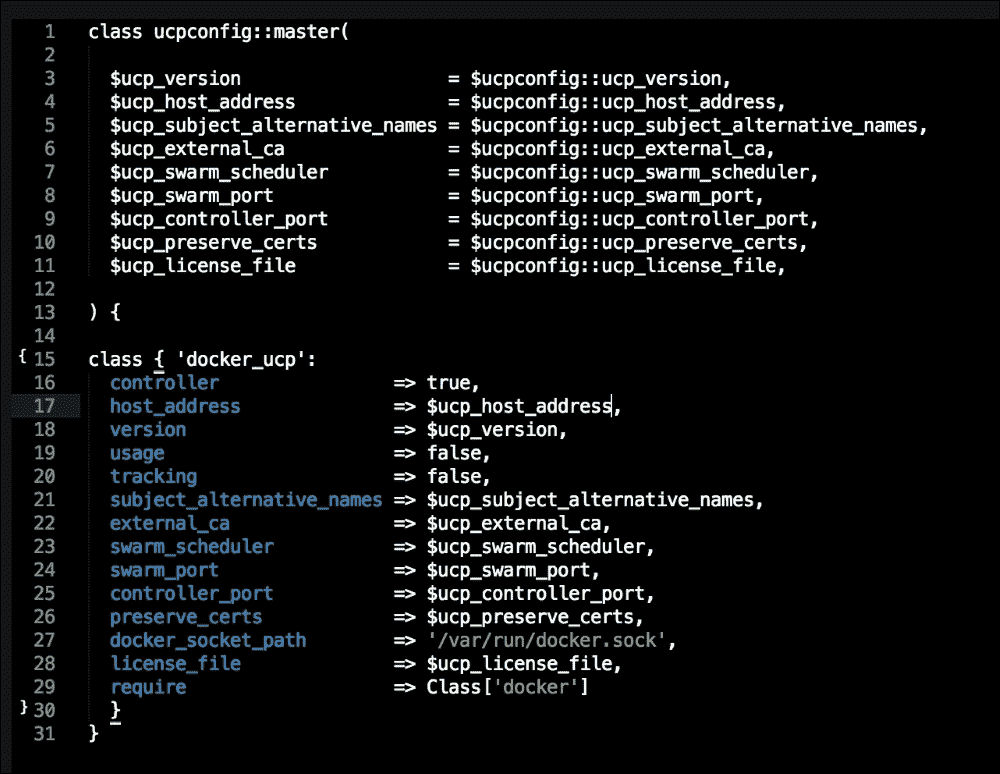 1 class ucpconfig::master(
2
3 $ucp_version = $ucpconfig::ucp_version,
4 $ucp_host_address = $ucpconfig::ucp_host_address,
5 $ucp_subject_alternative_names = $ucpconfig::ucp_subject_alternative_names,
6 $ucp_external_ca = $ucpconfig::ucp_external_ca,
7 $ucp_swarm_scheduler = $ucpconfig::ucp_swarm_scheduler,
8 $ucp_swarm_port = $ucpconfig::ucp_swarm_port,
9 $ucp_controller_port = $ucpconfig::ucp_controller_port,
10 $ucp_preserve_certs = $ucpconfig::ucp_preserve_certs,
11 $ucp_license_file = $ucpconfig::ucp_license_file,
12
13 ) {
14
{ 15 class { 'docker_ucp':
16 controller => true,
17 host_address => $ucp_host_address,
18 version => $ucp_version,
19 usage => false,
20 tracking => false,
21 subject_alternative_names => $ucp_subject_alternative_names,
22 external_ca => $ucp_external_ca,
23 swarm_scheduler => $ucp_swarm_scheduler,
24 swarm_port => $ucp_swarm_port,
25 controller_port => $ucp_controller_port,
26 preserve_certs => $ucp_preserve_certs,
27 docker_socket_path => '/var/run/docker.sock',
28 license_file => $ucp_license_file,
29 require => Class['docker']
} 30 }
31 }